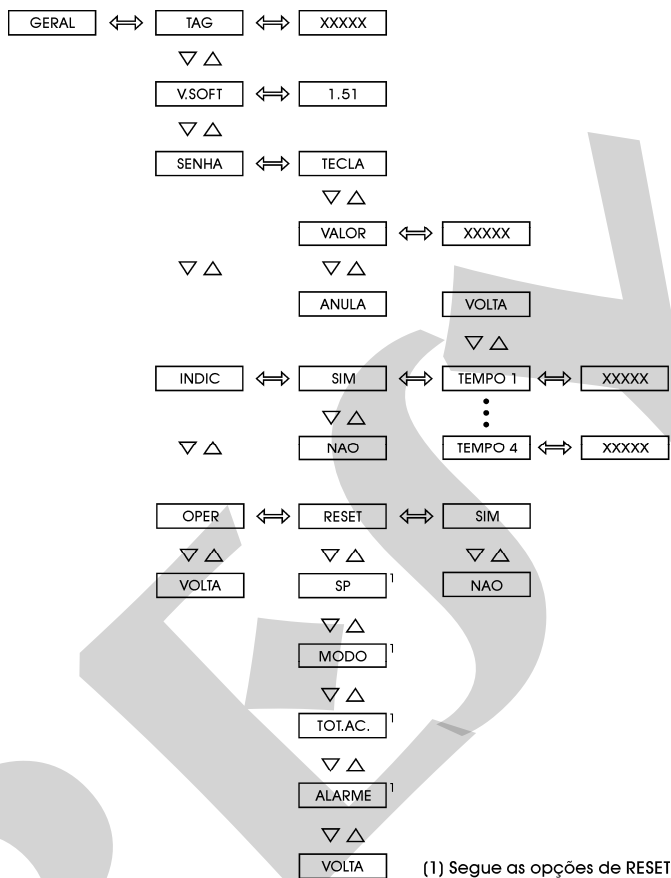 GERAL TAG XXXXX
V.SOFT 1.51
SENHA TECLA
VALOR XXXXX
ANULA VOLTA
INDIC SIM TEMPO 1 XXXXX
NAO TEMPO 4 XXXXX
OPER RESET SIM
VOLTA SP 1 NAO
MODO 1
TOT.AC. 1
ALARME 1
VOLTA (1) Segue as opções de RESET